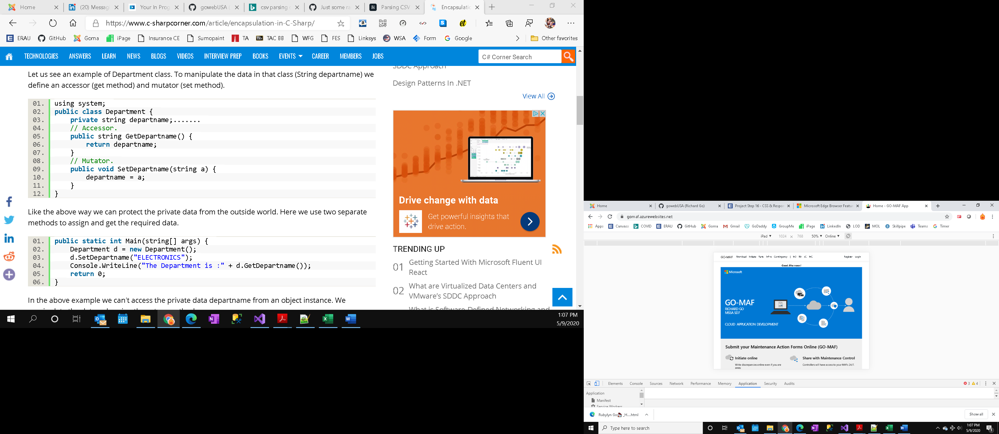 Home
(20) Messagi
Your In Prog
gowebUSA (
csv parsing c
Just some ra
Parsing CSV
Encapsulatio
https://www.c-sharpcorner.com/article/encapsulation-in-C-Sharp/
ERAU GitHub Goma iPage Insurance CE Sumopaint TA TAC BB WFG FES Linksys WSA Form Google Other favorites
TECHNOLOGIES ANSWERS LEARN NEWS BLOGS VIDEOS INTERVIEW PREP BOOKS EVENTS CAREER MEMBERS JOBS
C# Corner Search
Let us see an example of Department class. To manipulate the data in that class (String departname) we
define an accessor (get method) and mutator (set method).
01. using system;
02. public class Department {
03. private string departname;.......
04. // Accessor.
05. public string GetDepartname() {
06. return departname;
07. }
08. // Mutator.
09. public void SetDepartname(string a) {
10. departname = a;
11. }
12. }
Like the above way we can protect the private data from the outside world. Here we use two separate
methods to assign and get the required data.
01. public static int Main(string[] args) {
02. Department d = new Department();
03. d.SetDepartname("ELECTRONICS");
04. Console.WriteLine("The Department is :" + d.GetDepartname());
05. return 0;
06. }
In the above example we can't access the private data departname from an object instance. We
SDDC Approach
Design Patterns In .NET
View All
Drive change with data
Get powerful insights that
drive action.
TRENDING UP
01 Getting Started With Microsoft Fluent UI
React
02 What are Virtualized Data Centers and
VMware's SDDC Approach
What is Software-Defined Networking and
1:07 PM
5/9/2020
Home
gowebUSA (Richard Go)
Project Step 16 - CSS & Respon
Microsoft Edge Browser Featur
Home - GO-MAF App
gomaf.azurewebsites.net
Apps Canvass COVID ERAU GitHub Goma Gmail GoDaddy GroupMe iPage LinkedIn LOD MOL Skillpipe Teams Timer
iPad 1024 x 768 50% Online
GO-MAF Workload Initiate Parts InPro Contingency | M3 NV JC MC Register Login
Good Afternoon!
Microsoft
GO-MAF
RICHARD GO
MSSA SD7
CLOUD APPLICATION DEVELOPMENT
Submit your Maintenance Action Forms Online (GO-MAF)
Initiate online
Write discrepancies online even if you are
away.
Share with Maintenance Control
Controllers will have access to your MAFs 24/7.
Elements Console Sources Network Performance Memory Application Security Audits 3 4
Application
Manifest
Service Workers
Rubylyn Go _H....html
Show all
Type here to search
1:07 PM
5/9/2020